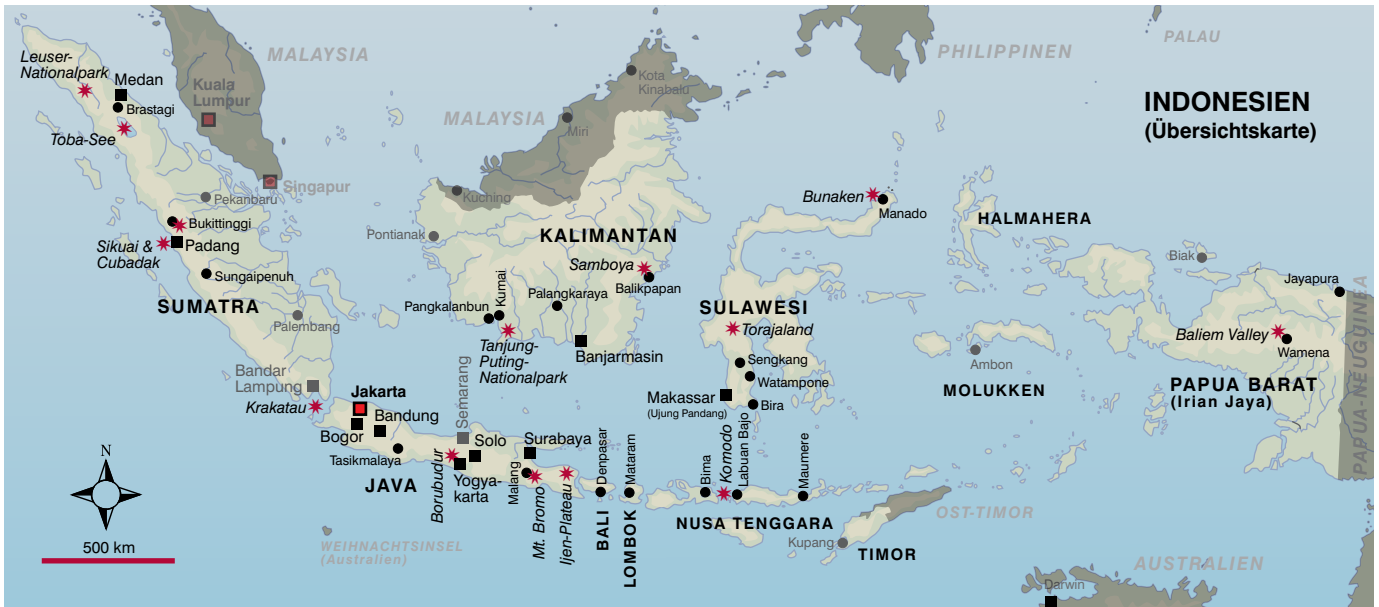 INDONESIEN
(Übersichtskarte)
MALAYSIA
PHILIPPINEN
PALAU
Leuser-
Nationalpark
Medan
Brastagi
Toba-See
Kuala
Lumpur
MALAYSIA
Kota
Kinabalu
Miri
Kuching
Singapur
Pekanbaru
Bukittinggi
Sikuai &
Cubadak
Padang
Sungaipenuh
SUMATRA
Palembang
Bandar
Lampung
Krakatau
Pontianak
KALIMANTAN
Samboya
Balikpapan
Pangkalanbun
Kumai
Palangkaraya
Tanjung-
Puting-
Nationalpark
Banjarmasin
Bunaken
Manado
HALMAHERA
SULAWESI
Torajaland
Sengkang
Watampone
Makassar
(Ujung Pandang)
Bira
Biak
Jayapura
Baliem Valley
Wamena
Ambon
MOLUKKEN
PAPUA BARAT
(Irian Jaya)
PAPUA-NEUGUINEA
Jakarta
Bandung
Bogor
Tasikmalaya
JAVA
Semarang
Solo
Surabaya
Borubudur
Yogya-
karta
Malang
Mt. Bromo
Ijen-Plateau
Denpasar
BALI
Mataram
LOMBOK
Bima
Komodo
Labuan Bajo
Maumere
NUSA TENGGARA
OST-TIMOR
Kupang
TIMOR
N
500 km
WEIHNACHTSINSEL
(Australien)
AUSTRALIEN
Darwin